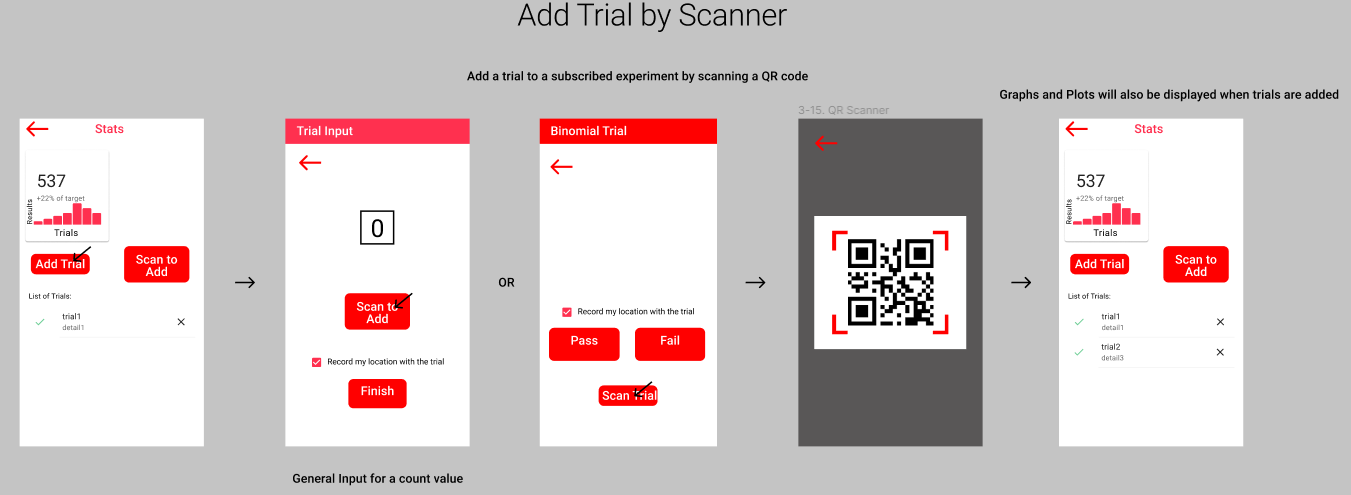 Add Trial by Scanner
Add a trial to a subscribed experiment by scanning a QR code
Graphs and Plots will also be displayed when trials are added
Stats
537
+22% of target
Results
Trials
Add Trial
Scan to
Add
List of Trials:
trial1
detail1
Trial Input
0
Scan to
Add
Record my location with the trial
Finish
General Input for a count value
OR
Binomial Trial
Record my location with the trial
Pass
Fail
Scan Trial
3-15. QR Scanner
Stats
537
+22% of target
Results
Trials
Add Trial
Scan to
Add
List of Trials:
trial1
detail1
trial2
detail3